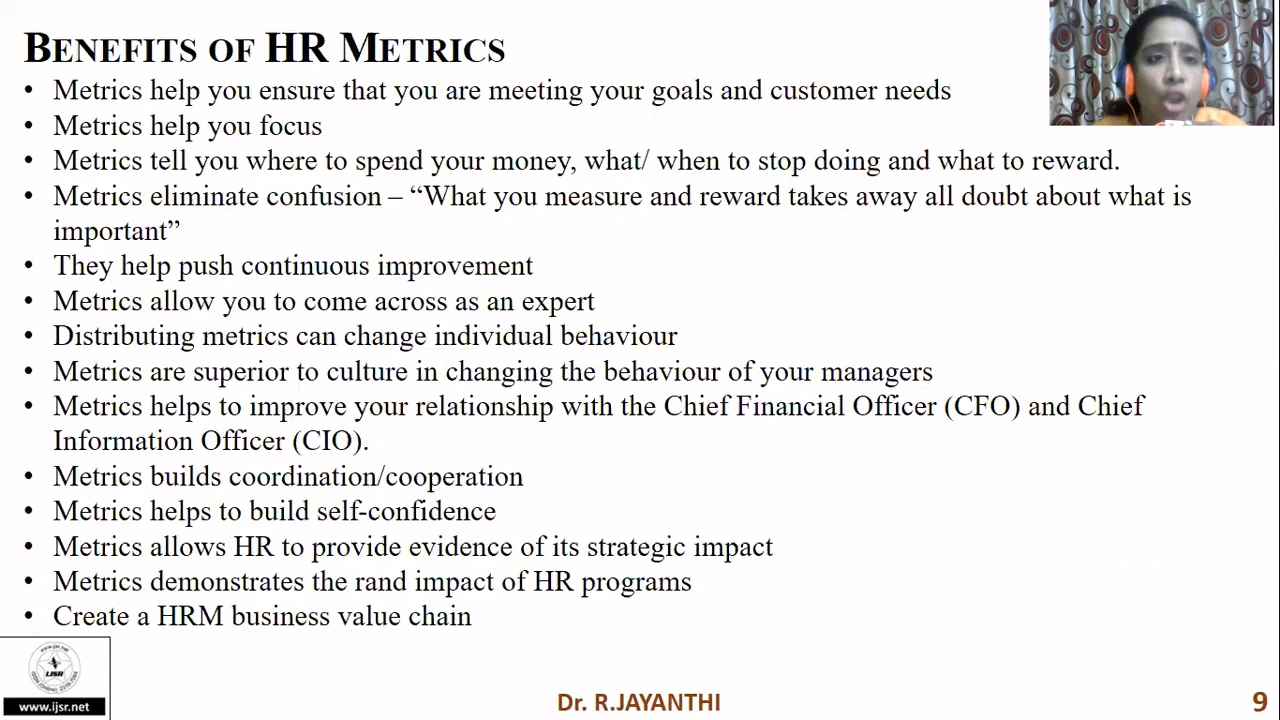 BENEFITS OF HR METRICS
• Metrics help you ensure that you are meeting your goals and customer needs
• Metrics help you focus
• Metrics tell you where to spend your money, what/ when to stop doing and what to reward.
• Metrics eliminate confusion – “What you measure and reward takes away all doubt about what is
important”
• They help push continuous improvement
• Metrics allow you to come across as an expert
• Distributing metrics can change individual behaviour
• Metrics are superior to culture in changing the behaviour of your managers
• Metrics helps to improve your relationship with the Chief Financial Officer (CFO) and Chief
Information Officer (CIO).
• Metrics builds coordination/cooperation
• Metrics helps to build self-confidence
• Metrics allows HR to provide evidence of its strategic impact
• Metrics demonstrates the rand impact of HR programs
• Create a HRM business value chain
IJSR
www.ijsr.net
Dr. R.JAYANTHI
9